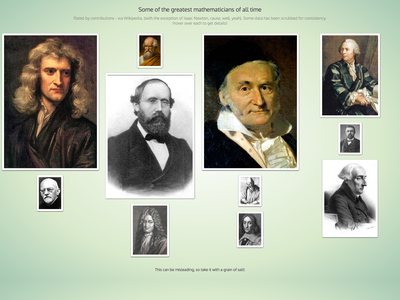 Some of the greatest mathematicians of all time
Rated by contributions - via Wikipedia. (with the exception of Isaac Newton, cause, well, yeah). Some data has been scrubbed for consistency.
over each to get details
This can be misleading, so take it with a grain of salt!